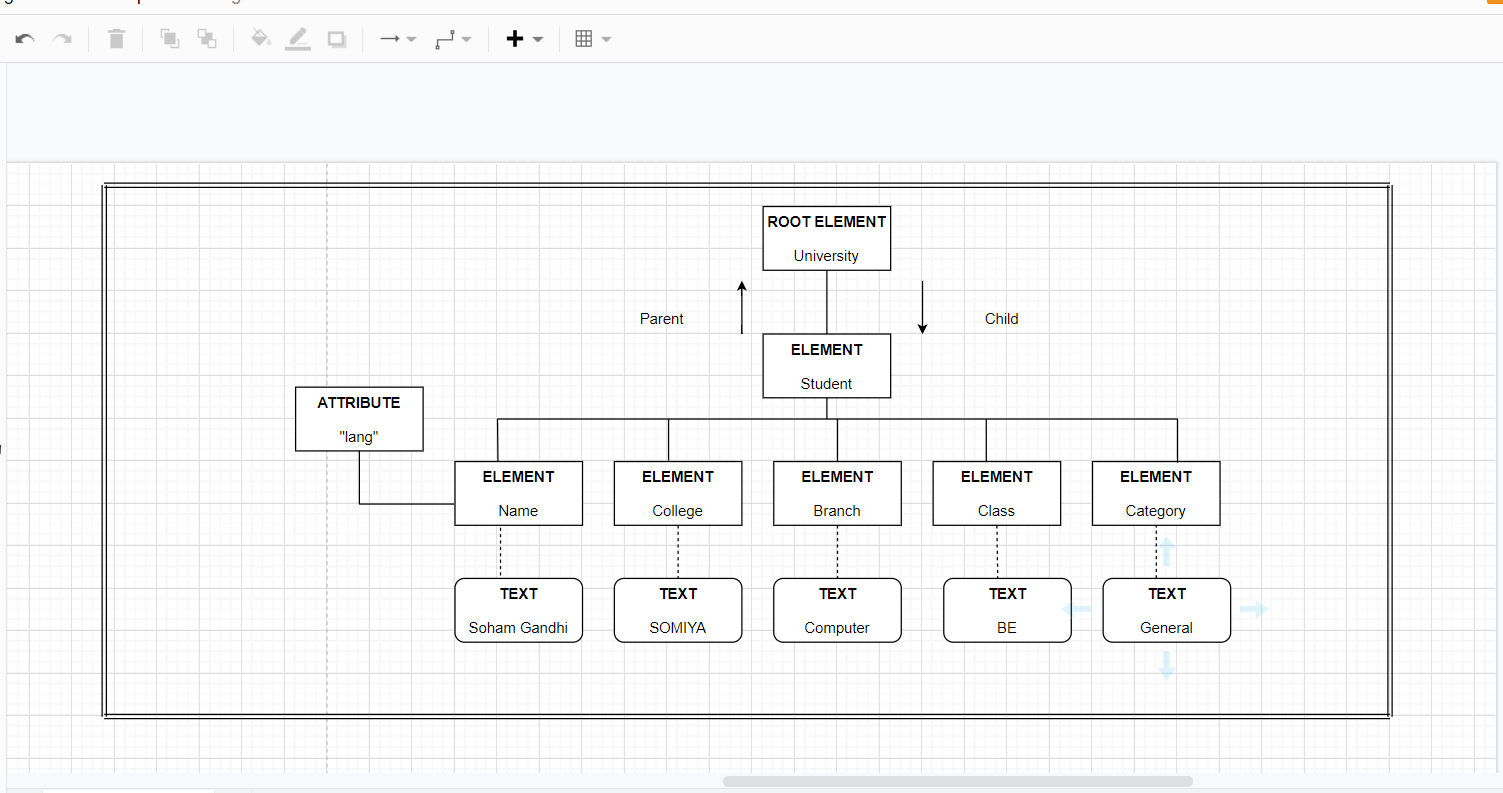 ROOT ELEMENT
University
Parent
Child
ELEMENT
Student
ATTRIBUTE
"lang"
ELEMENT
Name
ELEMENT
College
ELEMENT
Branch
ELEMENT
Class
ELEMENT
Category
TEXT
Soham Gandhi
TEXT
SOMIYA
TEXT
Computer
TEXT
BE
TEXT
General